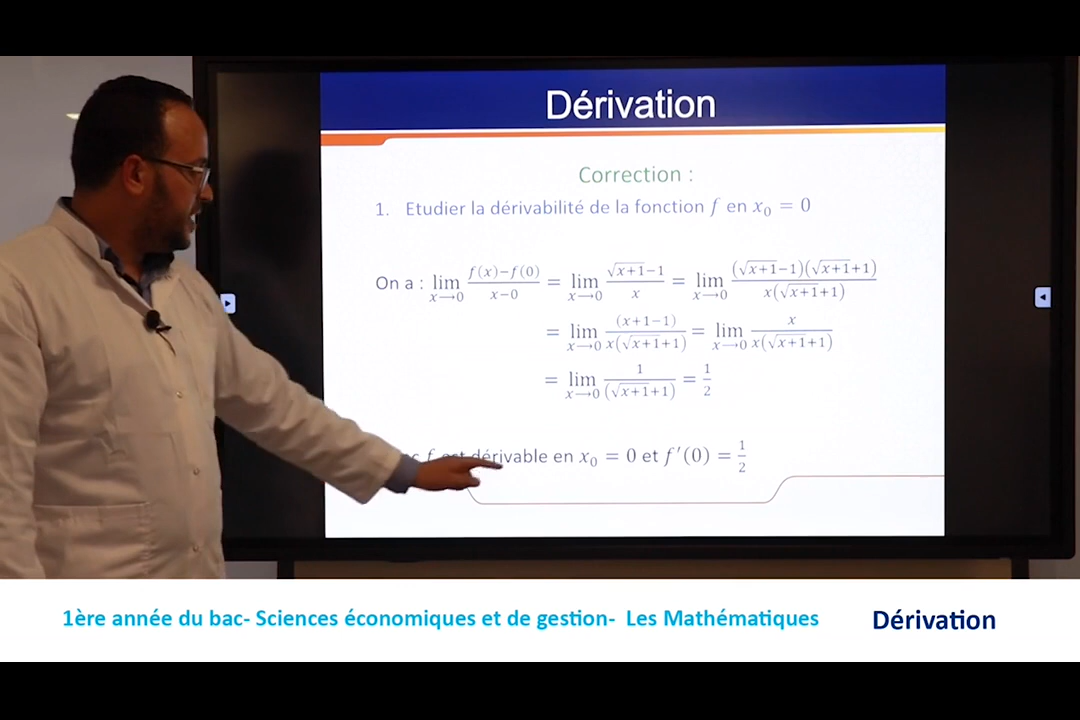 Dérivation
Correction :
1. Etudier la dérivabilité de la fonction f en x₀ = 0
On a : lim_{x→0} (f(x)−f(0))/(x−0) = lim_{x→0} (√(x+1)−1)/x = lim_{x→0} ((√(x+1)−1)(√(x+1)+1))/(x(√(x+1)+1))
= lim_{x→0} (x+1−1)/(x(√(x+1)+1)) = lim_{x→0} x/(x(√(x+1)+1))
= lim_{x→0} 1/((√(x+1)+1)) = 1/2
f est dérivable en x₀ = 0 et f′(0) = 1/2
1ère année du bac- Sciences économiques et de gestion- Les Mathématiques
Dérivation